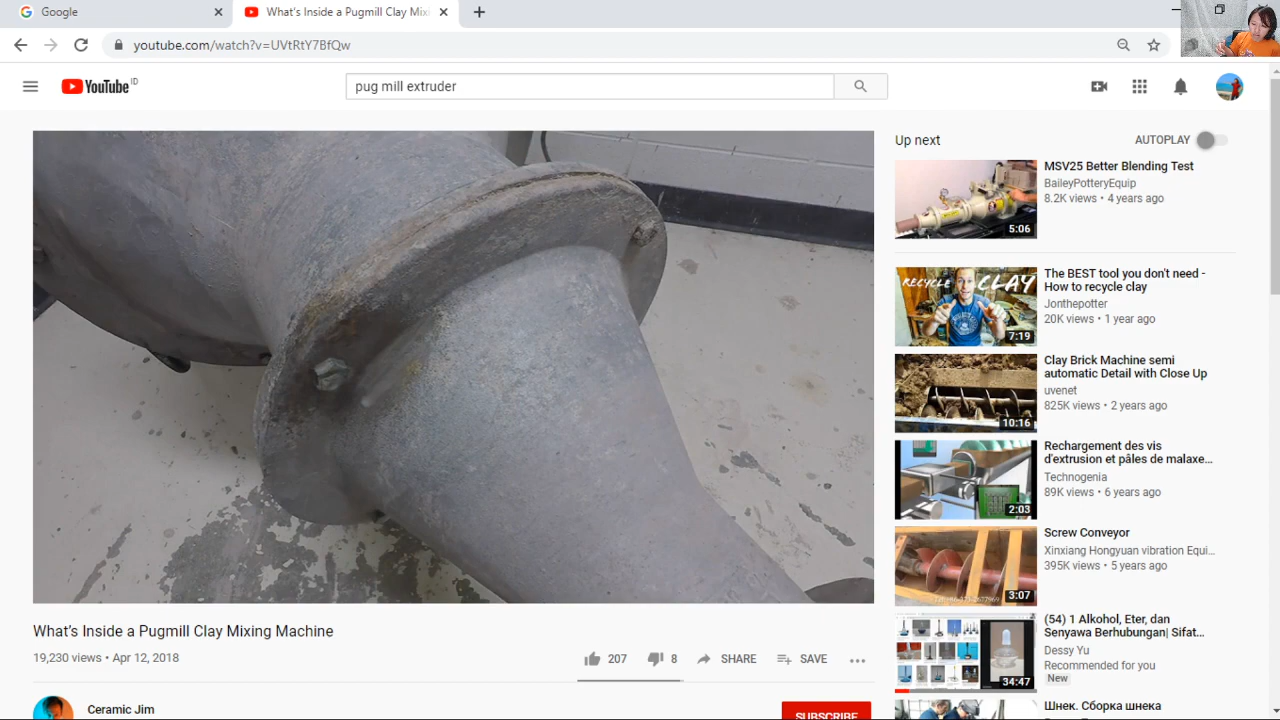 Google
What's Inside a Pugmill Clay Mixi
youtube.com/watch?v=UVtRtY7BfQw
YouTube ID
pug mill extruder
Up next
AUTOPLAY
MSV25 Better Blending Test
BaileyPotteryEquip
8.2K views • 4 years ago
5:06
RECYCLE CLAY
The BEST tool you don't need -
How to recycle clay
Jonthepotter
20K views • 1 year ago
7:19
Clay Brick Machine semi
automatic Detail with Close Up
uvenet
825K views • 2 years ago
10:16
Rechargement des vis
d'extrusion et pâles de malaxe...
Technogenia
89K views • 6 years ago
2:03
Screw Conveyor
Xinxiang Hongyuan vibration Equi...
395K views • 5 years ago
3:07
(54) 1 Alkohol, Eter, dan
Senyawa Berhubungan| Sifat...
Dessy Yu
Recommended for you
New
34:47
Шнек. Сборка шнека
What's Inside a Pugmill Clay Mixing Machine
19,230 views • Apr 12, 2018
207
8
SHARE
SAVE
Ceramic Jim
SUBSCRIBE